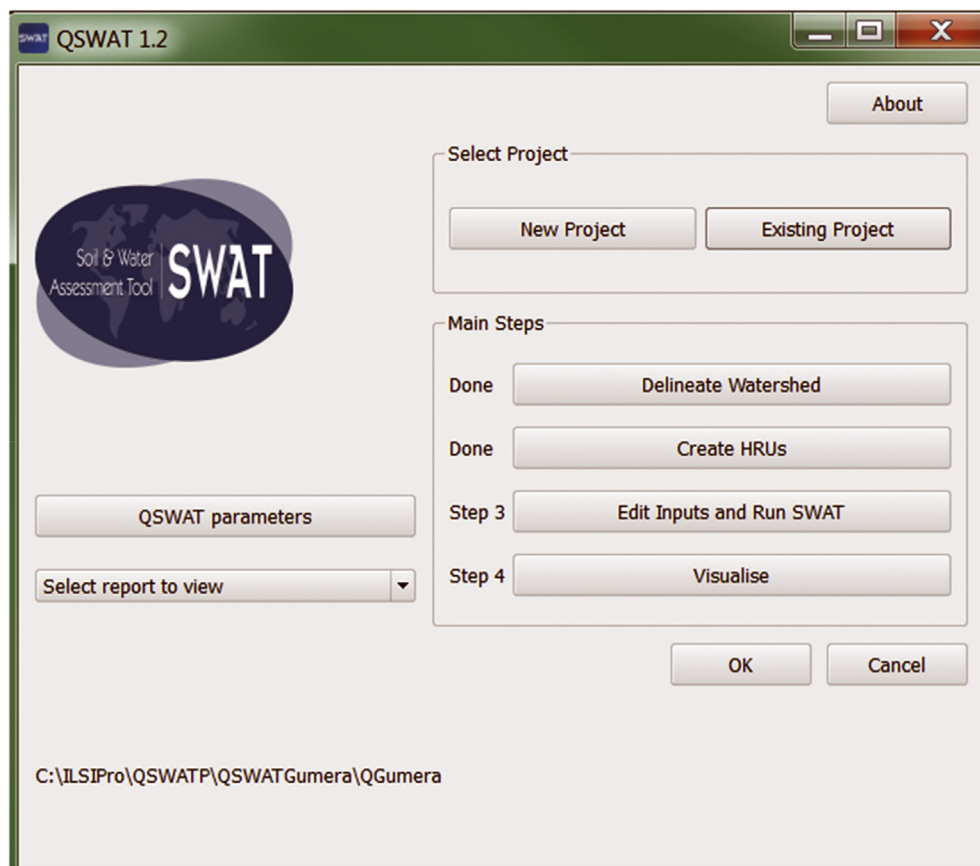 SWAT QSWAT 1.2
About
Select Project
New Project Existing Project
Soil & Water
Assessment Tool SWAT
Main Steps
Done Delineate Watershed
Done Create HRUs
Step 3 Edit Inputs and Run SWAT
QSWAT parameters
Step 4 Visualise
Select report to view
OK Cancel
C:\ILSIPro\QSWATP\QSWATGumera\QGumera